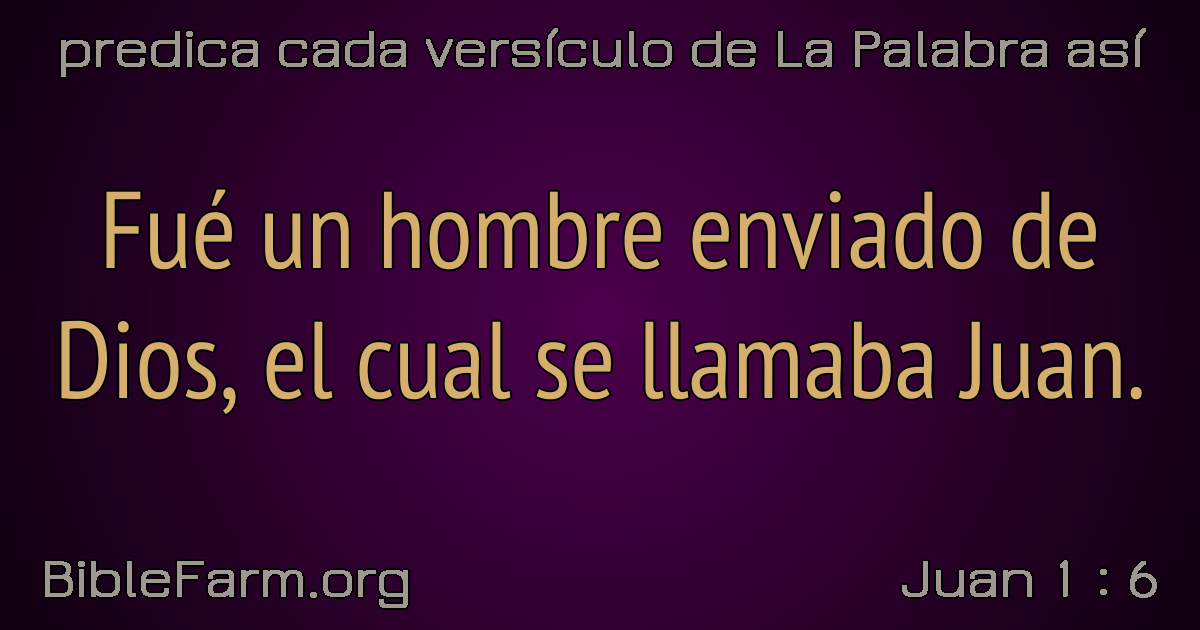 predica cada versículo de La Palabra así
Fué un hombre enviado de
Dios, el cual se llamaba Juan.
BibleFarm.org
Juan 1 : 6